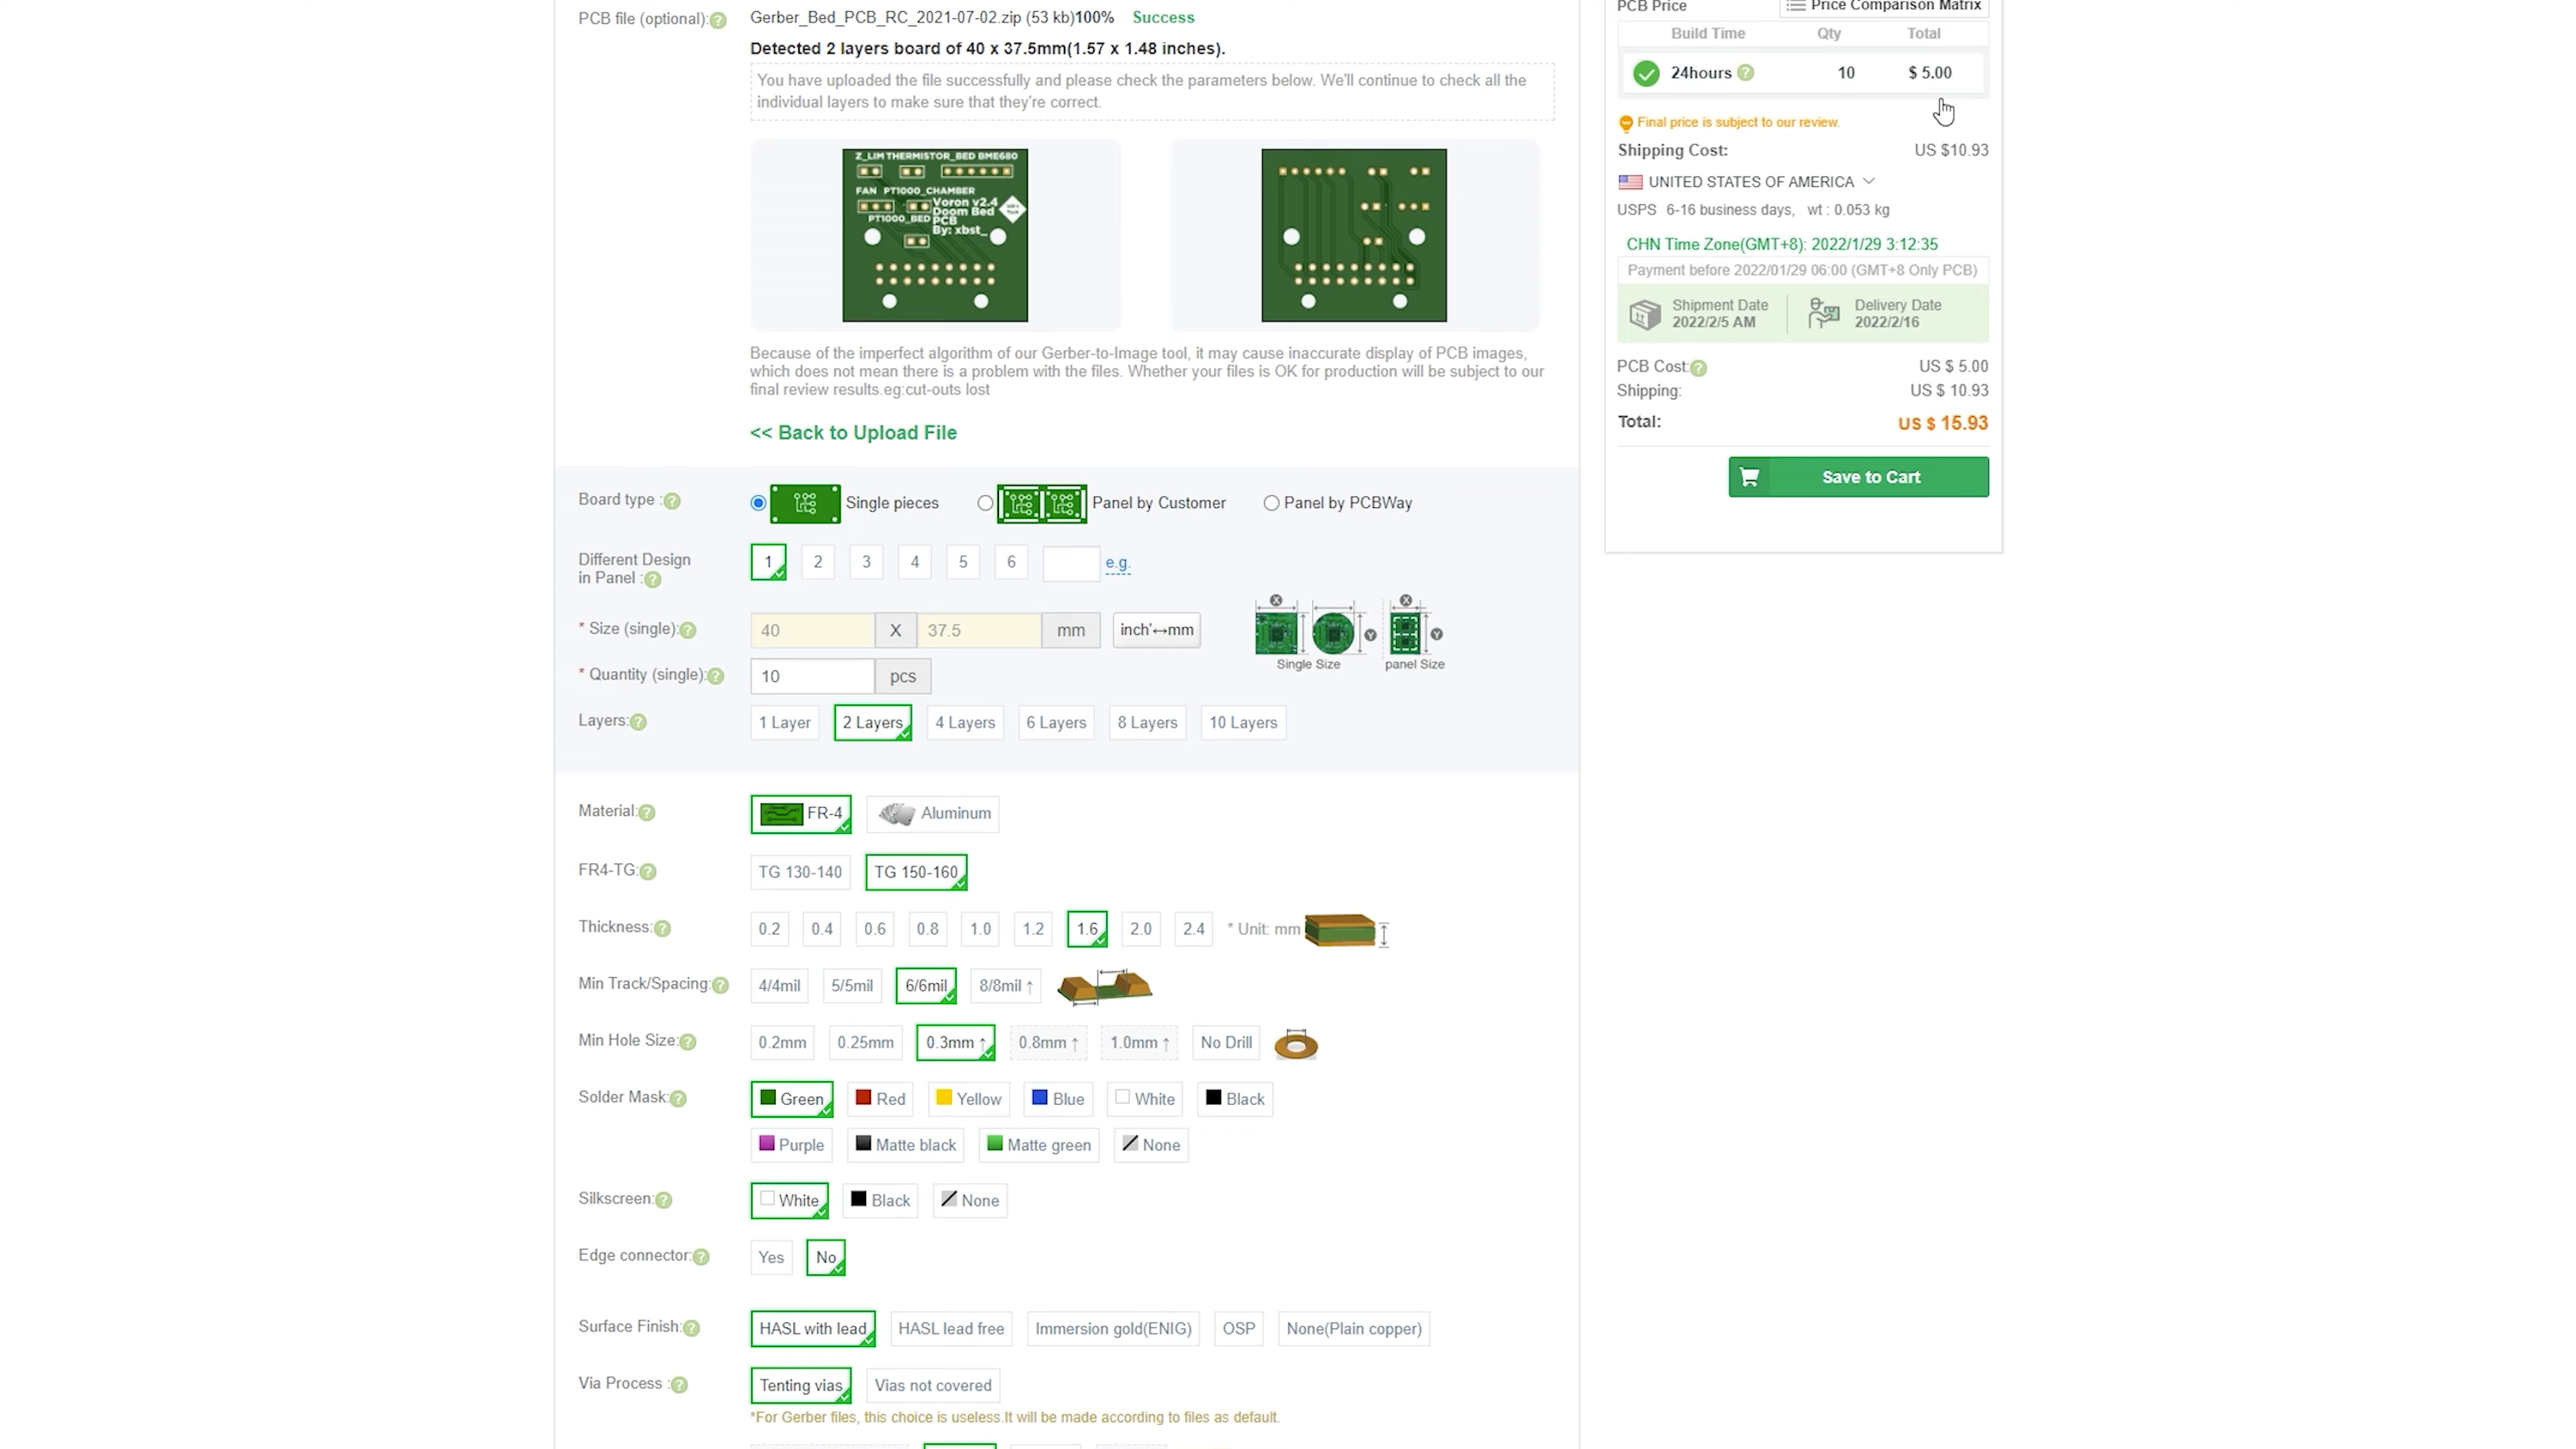 PCB file (optional):
Gerber_Bed_PCB_RC_2021-07-02.zip (53 kb)100% Success
Detected 2 layers board of 40 x 37.5mm(1.57 x 1.48 inches).
You have uploaded the file successfully and please check the parameters below. We'll continue to check all the
individual layers to make sure that they're correct.
Z_LIM THERMISTOR_BED BME680
FAN PT1000_CHAMBER
Voron v2.4
Doom Bed
PT1000_BED PCB
By: xbst_
Because of the imperfect algorithm of our Gerber-to-Image tool, it may cause inaccurate display of PCB images,
which does not mean there is a problem with the files. Whether your files is OK for production will be subject to our
final review results.eg:cut-outs lost
<< Back to Upload File
Board type : Single pieces Panel by Customer Panel by PCBWay
Different Design
in Panel : 1 2 3 4 5 6 e.g.
* Size (single): 40 X 37.5 mm inch'↔mm
X X
Y Y
Single Size panel Size
* Quantity (single): 10 pcs
Layers: 1 Layer 2 Layers 4 Layers 6 Layers 8 Layers 10 Layers
Material: FR-4 Aluminum
FR4-TG: TG 130-140 TG 150-160
Thickness: 0.2 0.4 0.6 0.8 1.0 1.2 1.6 2.0 2.4 * Unit: mm
Min Track/Spacing: 4/4mil 5/5mil 6/6mil 8/8mil ↑
Min Hole Size: 0.2mm 0.25mm 0.3mm ↑ 0.8mm ↑ 1.0mm ↑ No Drill
Solder Mask: Green Red Yellow Blue White Black
Purple Matte black Matte green None
Silkscreen: White Black None
Edge connector: Yes No
Surface Finish: HASL with lead HASL lead free Immersion gold(ENIG) OSP None(Plain copper)
Via Process : Tenting vias Vias not covered
*For Gerber files, this choice is useless.It will be made according to files as default.
PCB Price Price Comparison Matrix
Build Time Qty Total
24hours 10 $ 5.00
Final price is subject to our review.
Shipping Cost: US $10.93
UNITED STATES OF AMERICA
USPS 6-16 business days, wt : 0.053 kg
CHN Time Zone(GMT+8): 2022/1/29 3:12:35
Payment before 2022/01/29 06:00 (GMT+8 Only PCB)
Shipment Date Delivery Date
2022/2/5 AM 2022/2/16
PCB Cost: US $ 5.00
Shipping: US $ 10.93
Total: US $ 15.93
Save to Cart